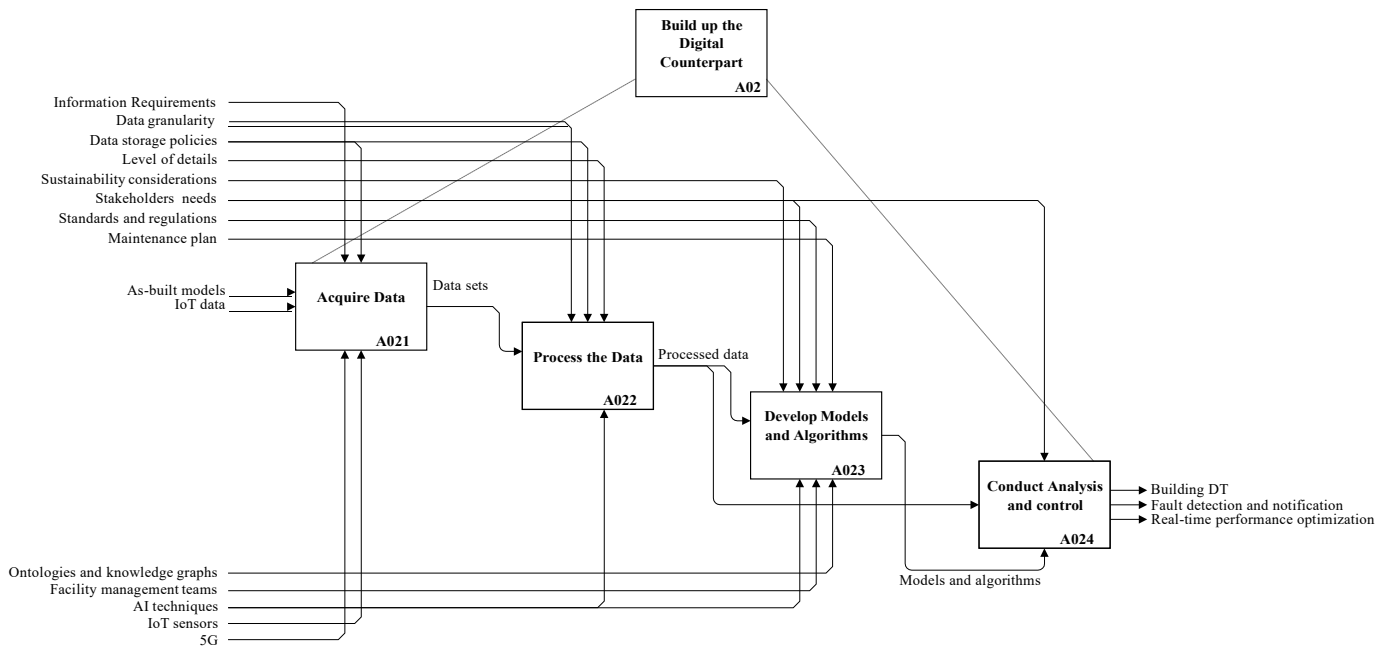 Build up the
Digital
Counterpart
A02
Information Requirements
Data granularity
Data storage policies
Level of details
Sustainability considerations
Stakeholders needs
Standards and regulations
Maintenance plan
As-built models
IoT data
Acquire Data
A021
Data sets
Process the Data
A022
Processed data
Develop Models
and Algorithms
A023
Conduct Analysis
and control
A024
Building DT
Fault detection and notification
Real-time performance optimization
Models and algorithms
Ontologies and knowledge graphs
Facility management teams
AI techniques
IoT sensors
5G